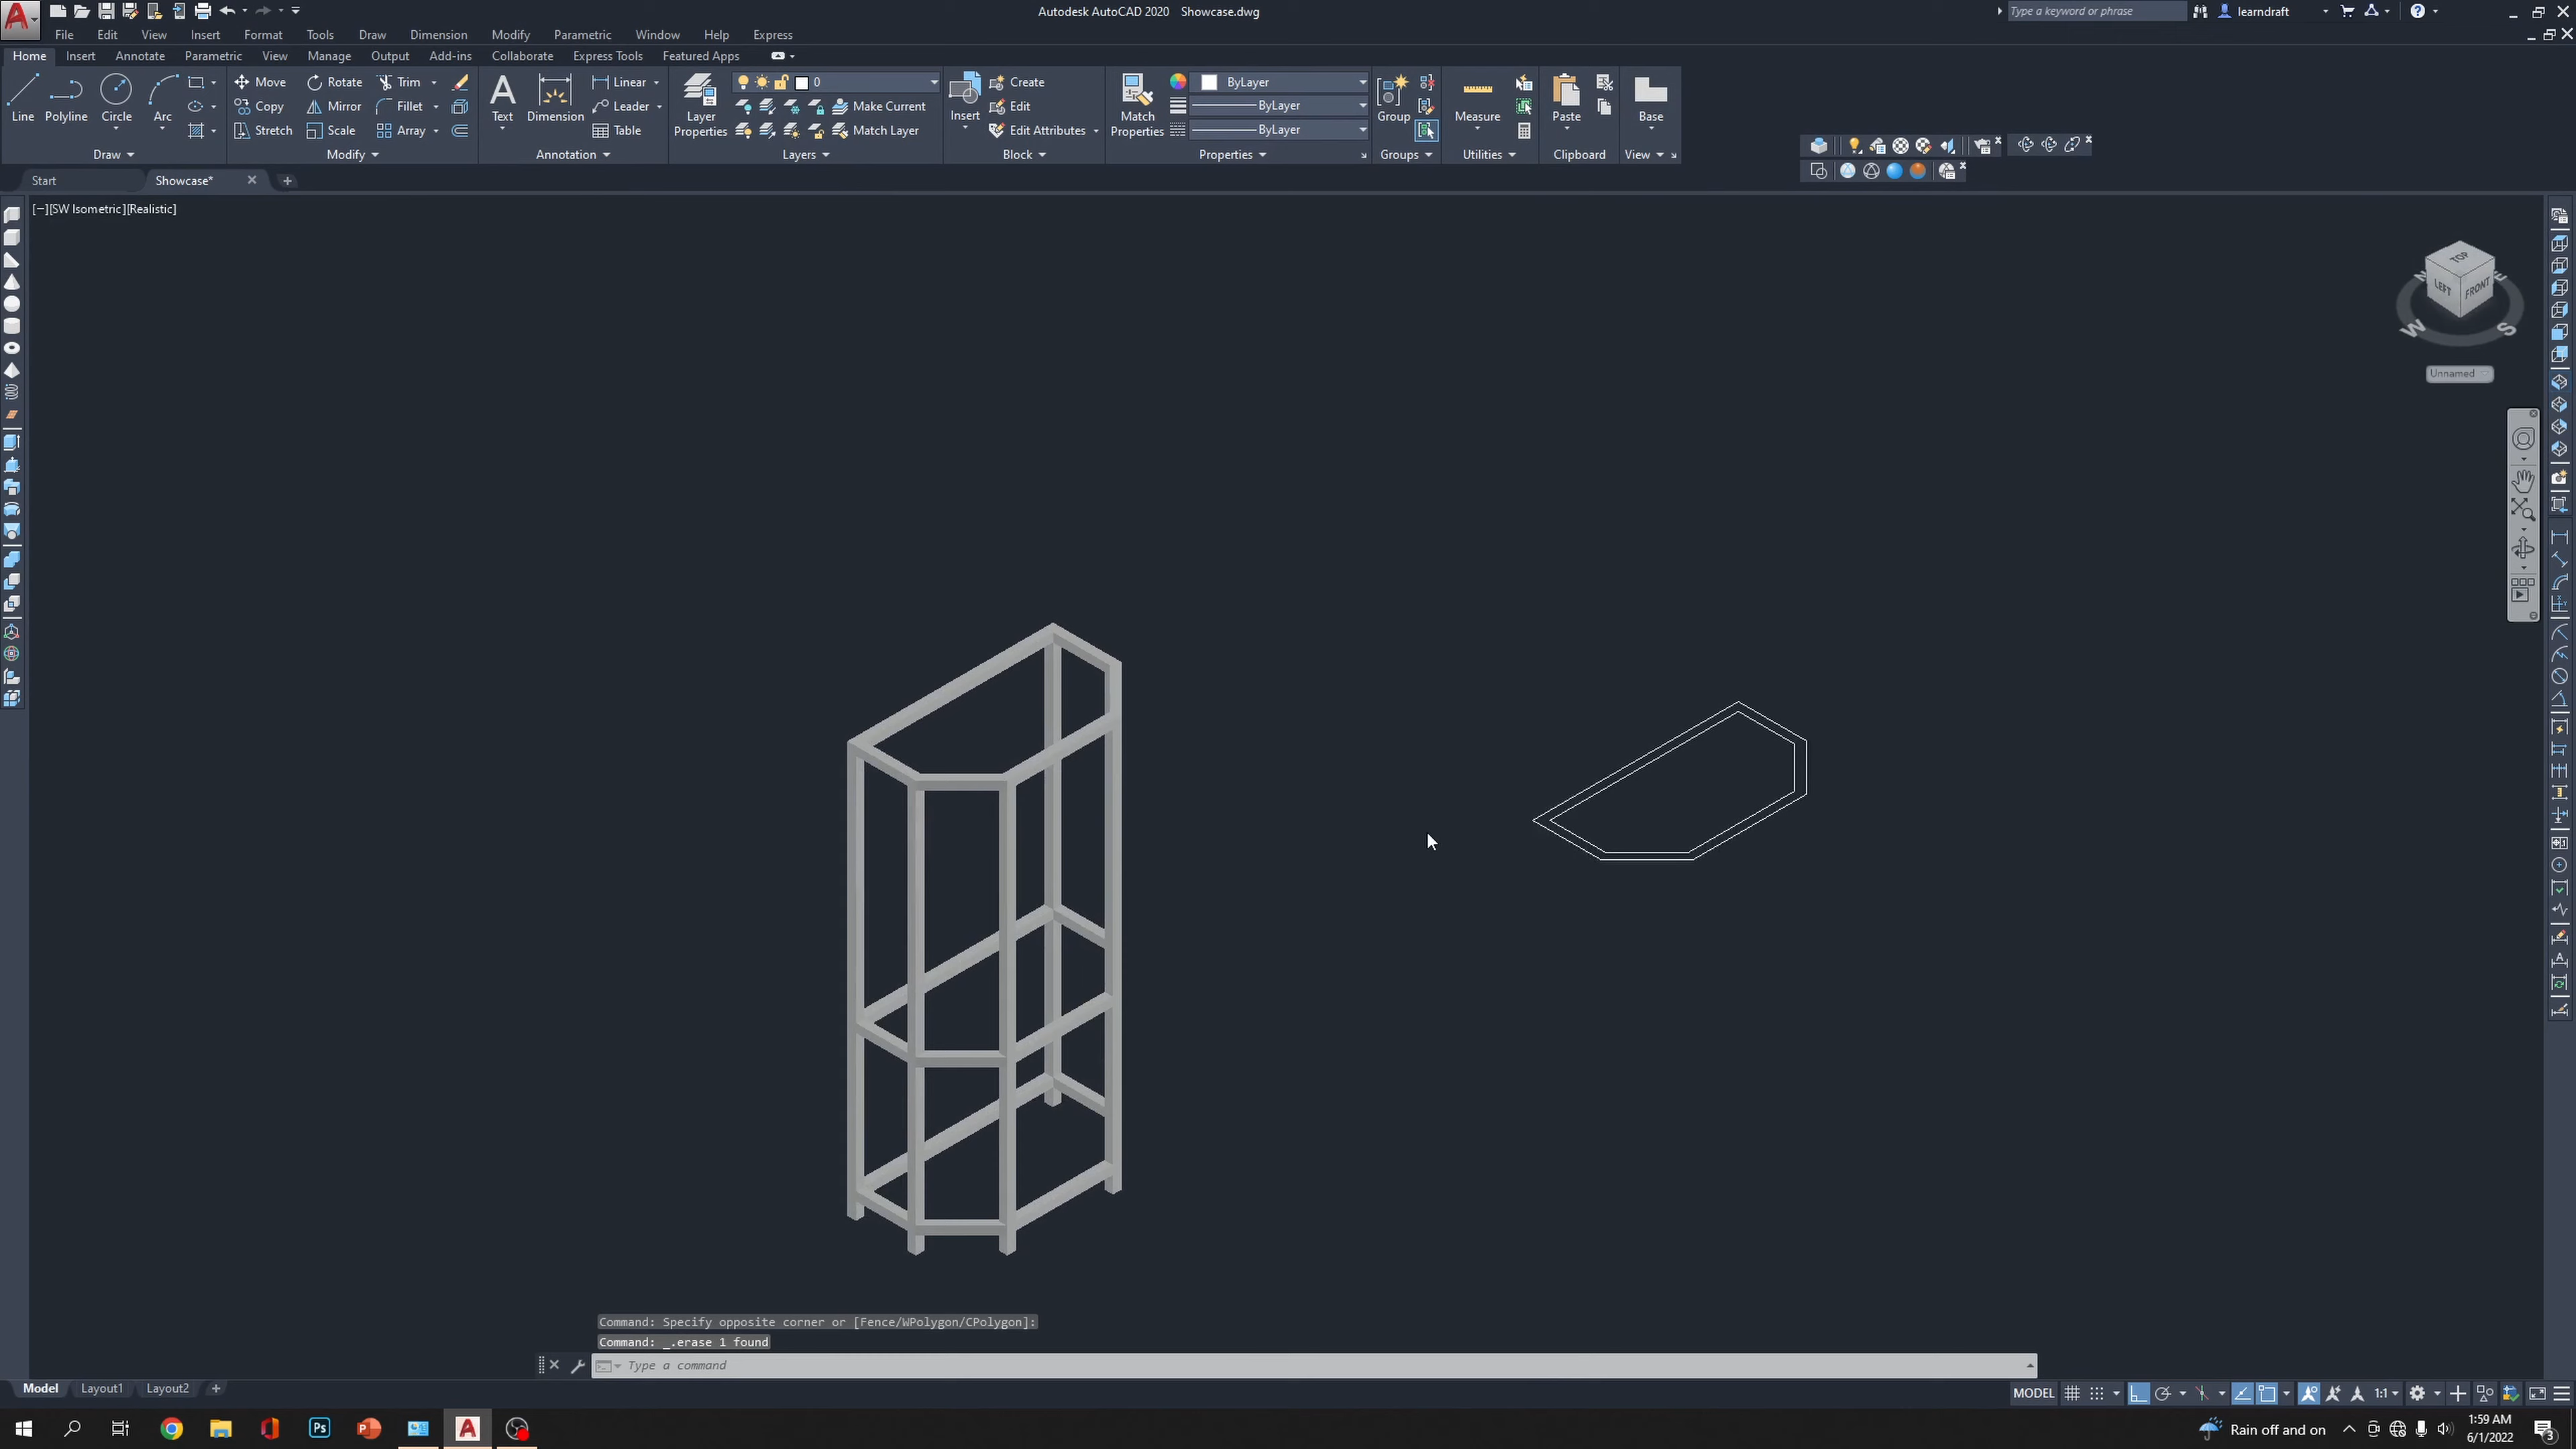 Autodesk AutoCAD 2020 Showcase.dwg
Type a keyword or phrase
learndraft
File Edit View Insert Format Tools Draw Dimension Modify Parametric Window Help Express
Home Insert Annotate Parametric View Manage Output Add-ins Collaborate Express Tools Featured Apps
Line Polyline Circle Arc
Draw
Move Rotate Trim
Copy Mirror Fillet
Stretch Scale Array
Modify
Text Dimension
Linear
Leader
Table
Annotation
Layer Properties
0
Make Current
Match Layer
Layers
Insert
Create
Edit
Edit Attributes
Block
Match Properties
ByLayer
ByLayer
ByLayer
Properties
Group
Groups
Measure
Utilities
Paste
Clipboard
Base
View
Start Showcase*
[−][SW Isometric][Realistic]
TOP
LEFT FRONT
W S
Unnamed
Command: Specify opposite corner or [Fence/WPolygon/CPolygon]:
Command: _.erase 1 found
Type a command
Model Layout1 Layout2
MODEL 1:1
Rain off and on
1:59 AM
6/1/2022
3